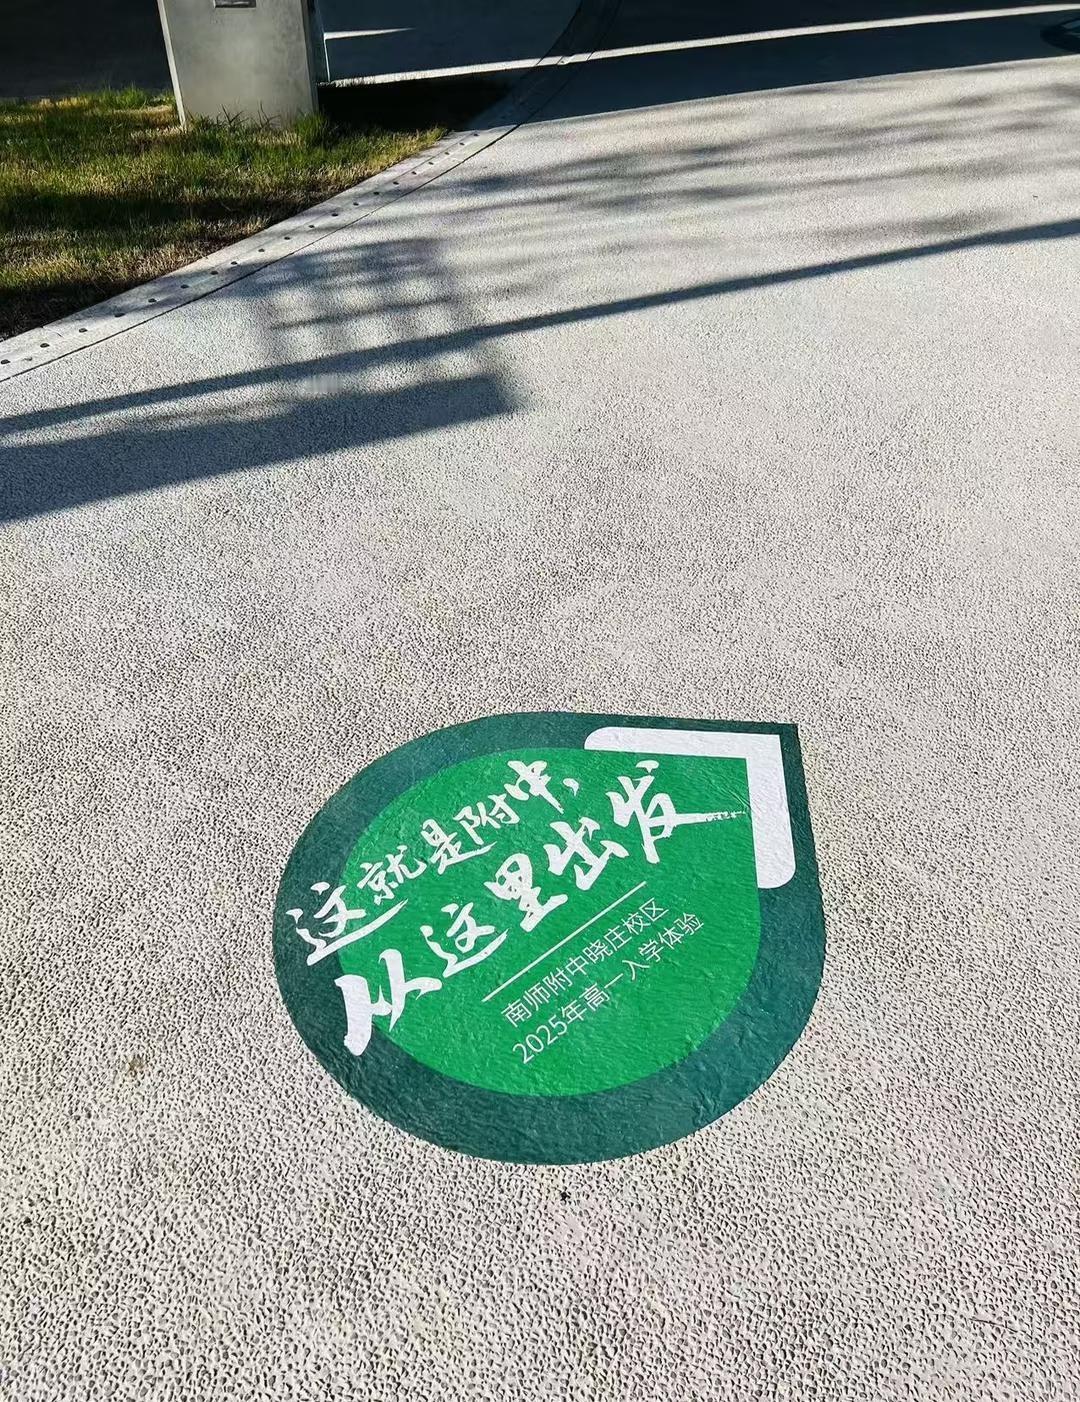 这就是附中，
从这里出发
南师附中晓庄校区
2025年高一入学体验